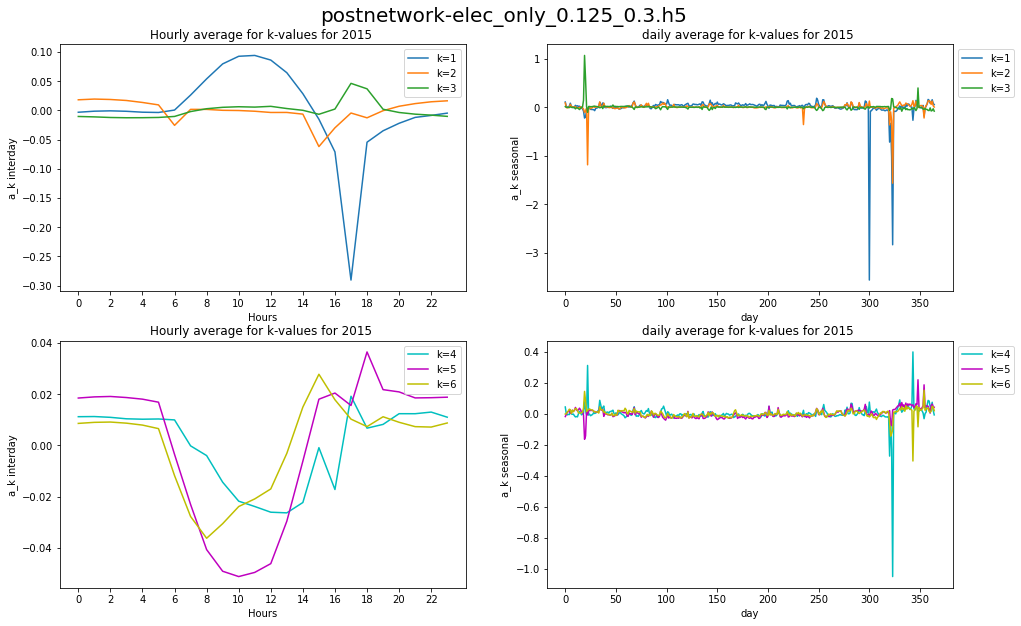 postnetwork-elec_only_0.125_0.3.h5
Hourly average for k-values for 2015
0.10
0.05
0.00
−0.05
−0.10
−0.15
−0.20
−0.25
−0.30
a_k interday
0 2 4 6 8 10 12 14 16 18 20 22
Hours
k=1
k=2
k=3
daily average for k-values for 2015
1
0
−1
−2
−3
a_k seasonal
0 50 100 150 200 250 300 350
day
k=1
k=2
k=3
Hourly average for k-values for 2015
0.04
0.02
0.00
−0.02
−0.04
a_k interday
0 2 4 6 8 10 12 14 16 18 20 22
Hours
k=4
k=5
k=6
daily average for k-values for 2015
0.4
0.2
0.0
−0.2
−0.4
−0.6
−0.8
−1.0
a_k seasonal
0 50 100 150 200 250 300 350
day
k=4
k=5
k=6